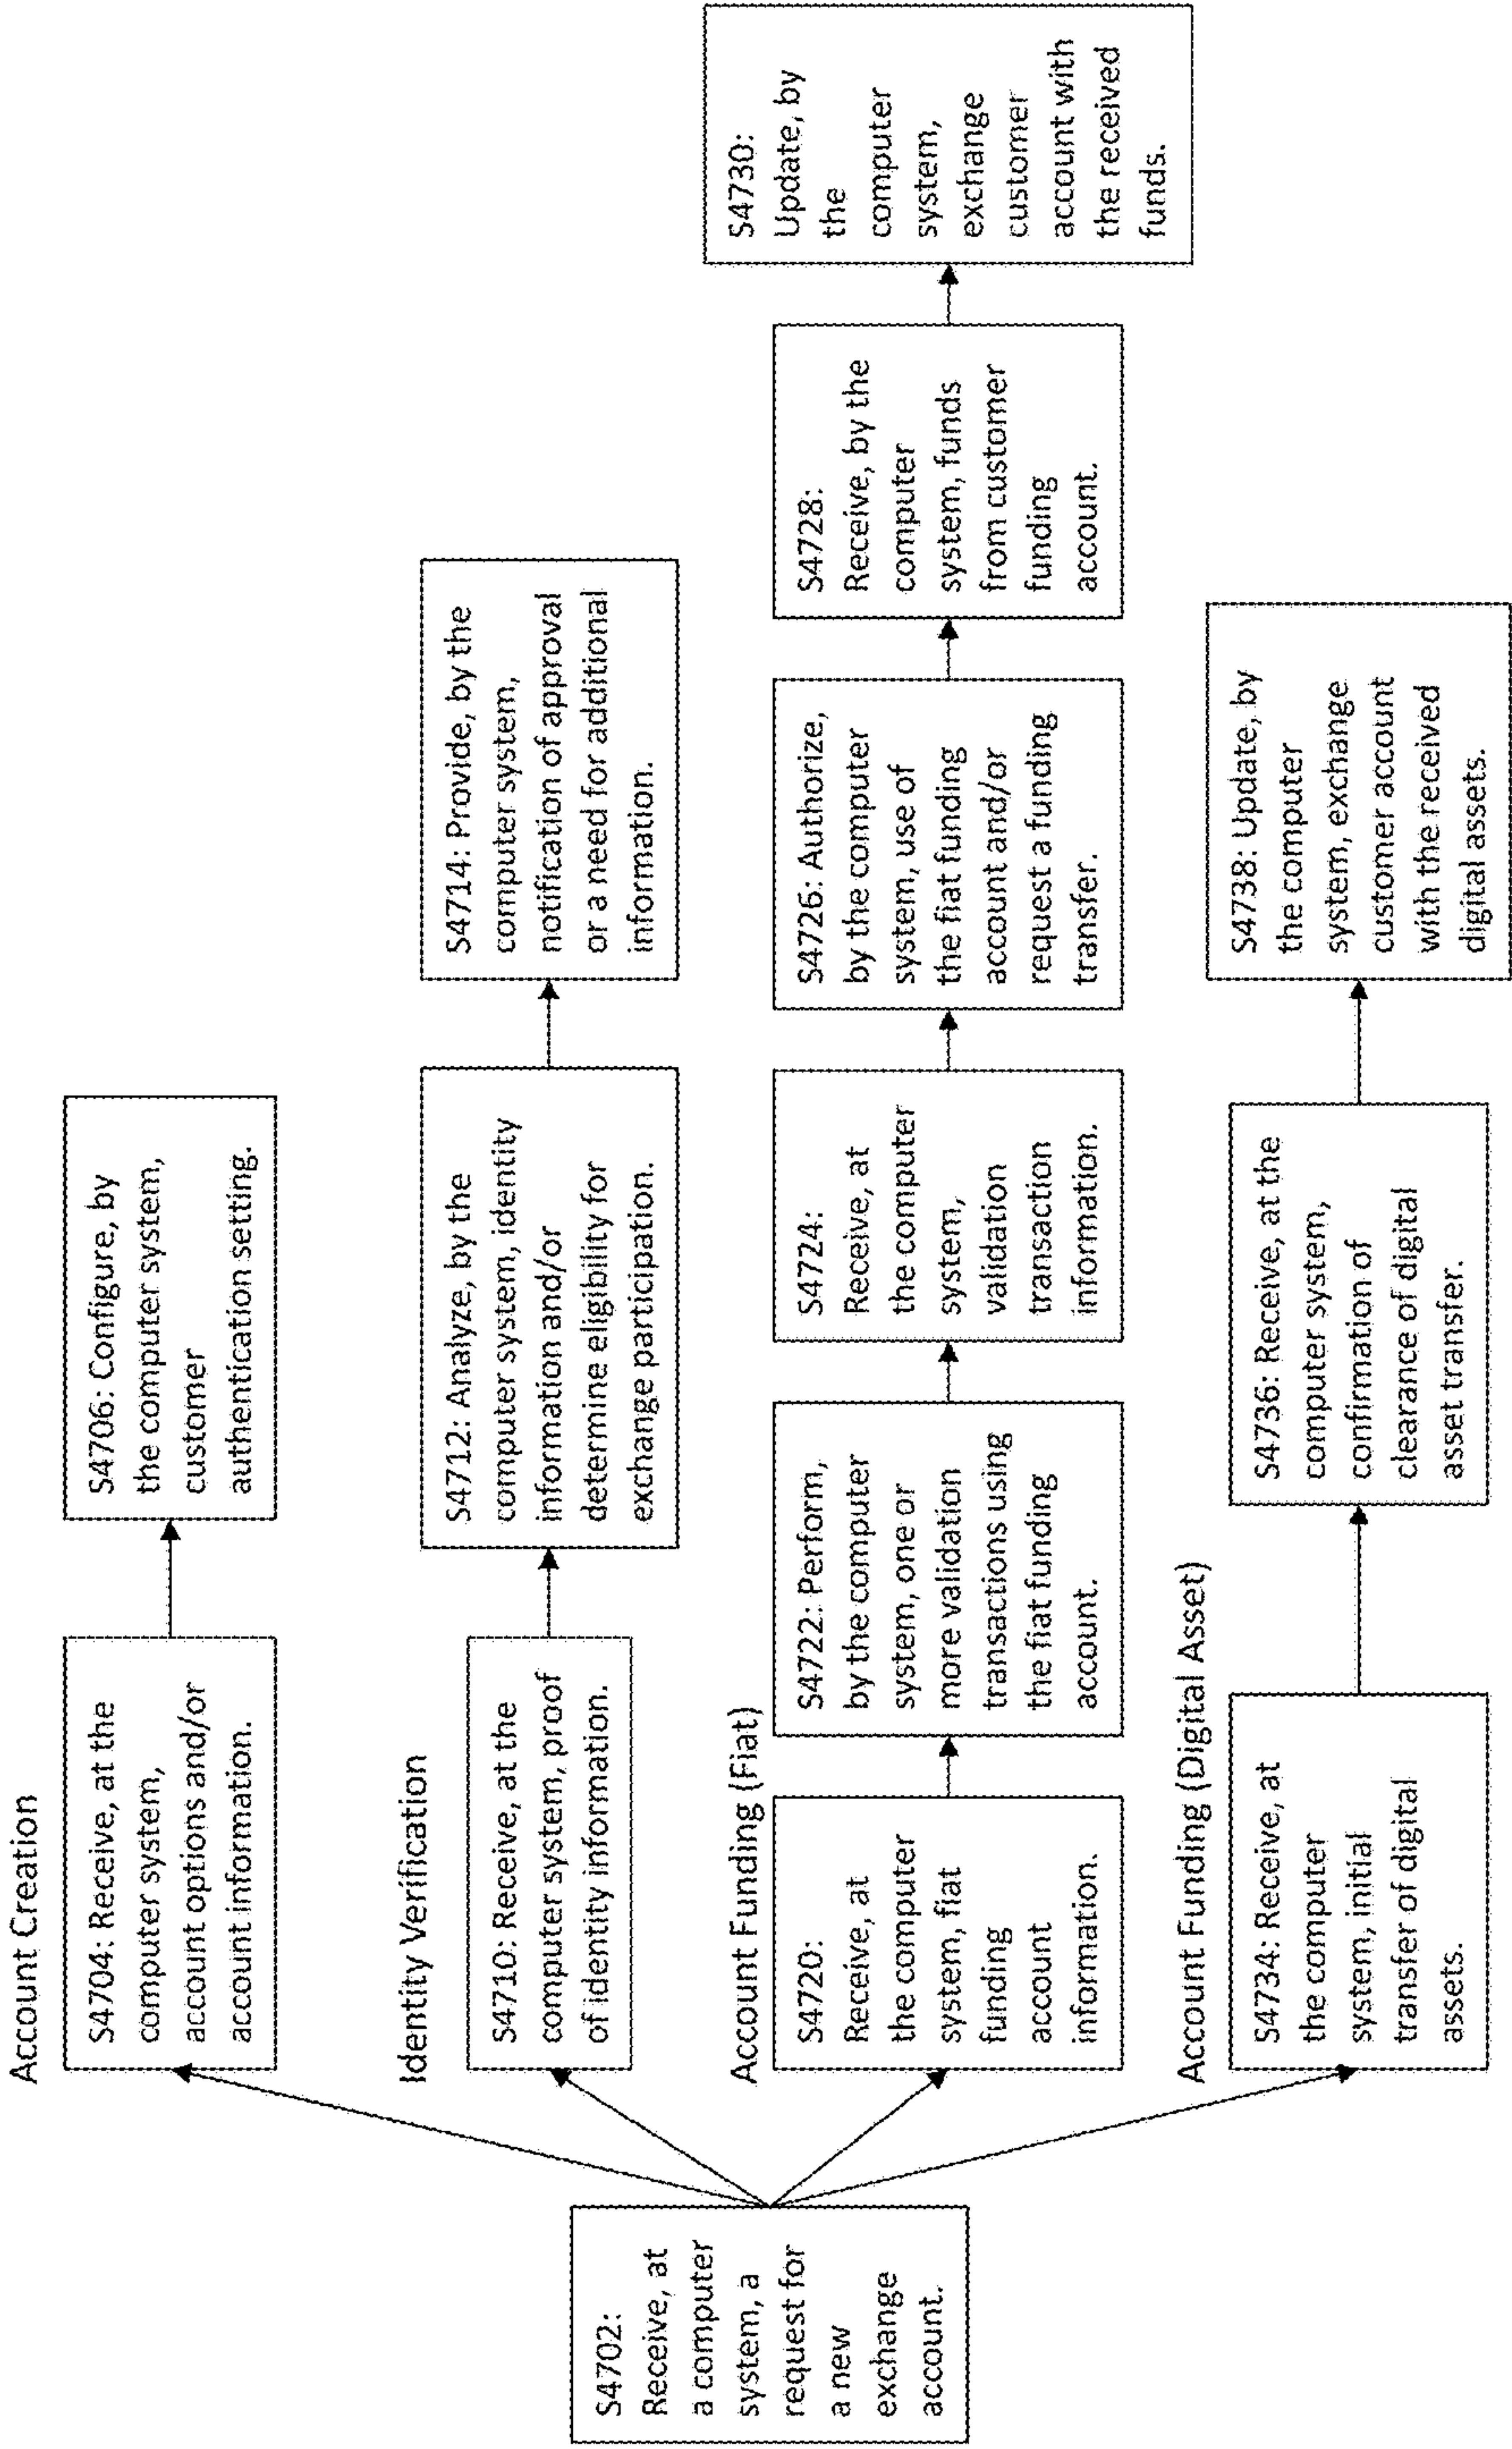 S4702:
Receive, at
a computer
system, a
request for
a new
exchange
account.
Account Creation
S4704: Receive, at the
computer system,
account options and/or
account information.
S4706: Configure, by
the computer system,
customer
authentication setting.
Identity Verification
S4710: Receive, at the
computer system, proof
of identity information.
S4712: Analyze, by the
computer system, identity
information and/or
determine eligibility for
exchange participation.
S4714: Provide, by the
computer system,
notification of approval
or a need for additional
information.
Account Funding (Fiat)
S4720:
Receive, at
the computer
system, fiat
funding
account
information.
S4722: Perform,
by the computer
system, one or
more validation
transactions using
the fiat funding
account.
S4724:
Receive, at
the computer
system,
validation
transaction
information.
S4726: Authorize,
by the computer
system, use of
the fiat funding
account and/or
request a funding
transfer.
S4728:
Receive, by the
computer
system, funds
from customer
funding
account.
S4730:
Update, by
the
computer
system,
exchange
customer
account with
the received
funds.
Account Funding (Digital Asset)
S4734: Receive, at
the computer
system, initial
transfer of digital
assets.
S4736: Receive, at the
computer system,
confirmation of
clearance of digital
asset transfer.
S4738: Update, by
the computer
system, exchange
customer account
with the received
digital assets.